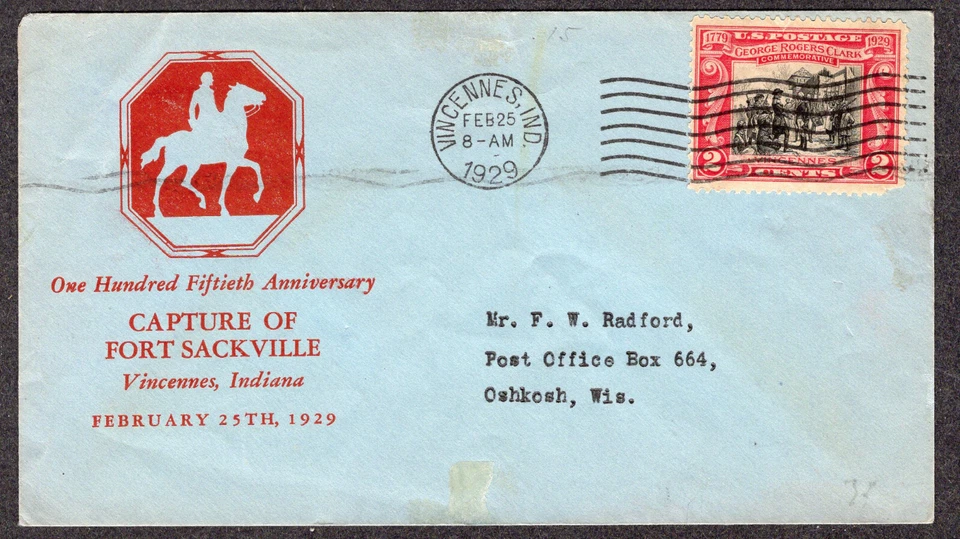 15
VINCENNES, IND.
FEB 25
8-AM
1929
1779 U.S. POSTAGE 1929
GEORGE ROGERS CLARK
COMMEMORATIVE
VINCENNES
2 CENTS 2
One Hundred Fiftieth Anniversary
CAPTURE OF
FORT SACKVILLE
Vincennes, Indiana
FEBRUARY 25TH, 1929
Mr. F. W. Radford,
Post Office Box 664,
Oshkosh, Wis.